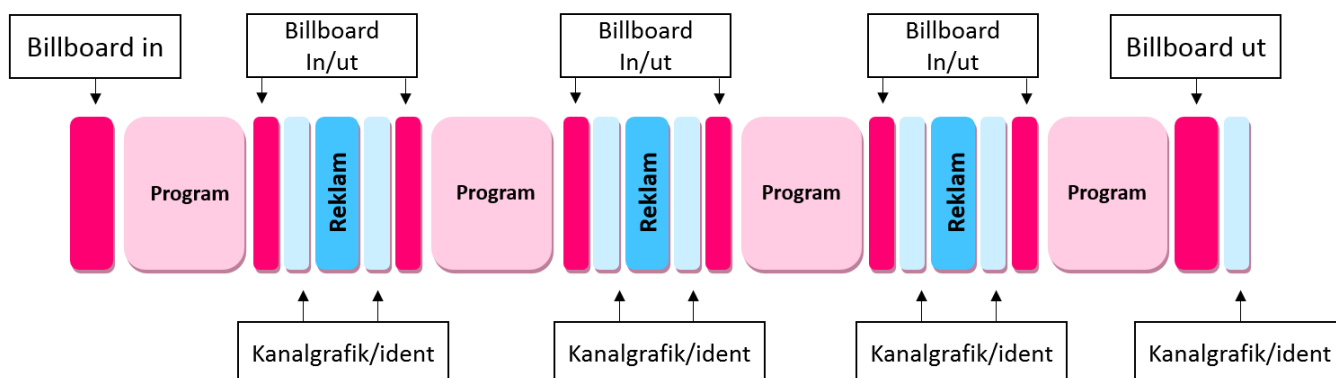 Billboard in
Billboard
In/ut
Billboard
In/ut
Billboard
In/ut
Billboard ut
Program
Reklam
Program
Reklam
Program
Reklam
Program
Kanalgrafik/ident
Kanalgrafik/ident
Kanalgrafik/ident
Kanalgrafik/ident